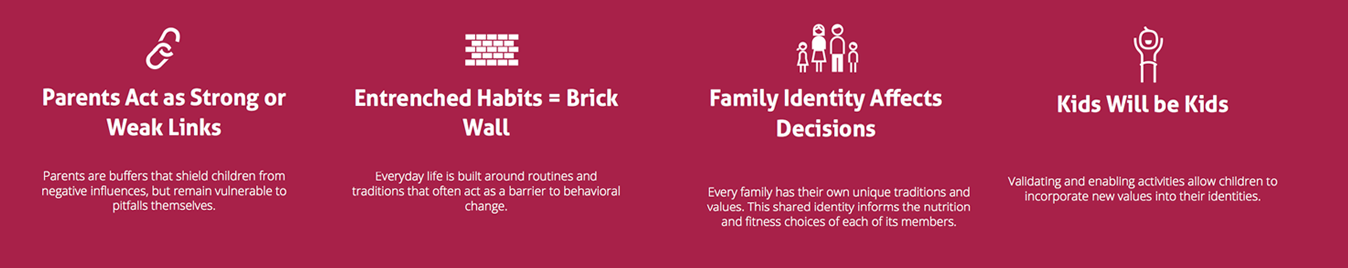 Parents Act as Strong or
Weak Links
Parents are buffers that shield children from
negative influences, but remain vulnerable to
pitfalls themselves.
Entrenched Habits = Brick
Wall
Everyday life is built around routines and
traditions that often act as a barrier to behavioral
change.
Family Identity Affects
Decisions
Every family has their own unique traditions and
values. This shared identity informs the nutrition
and fitness choices of each of its members.
Kids Will be Kids
Validating and enabling activities allow children to
incorporate new values into their identities.